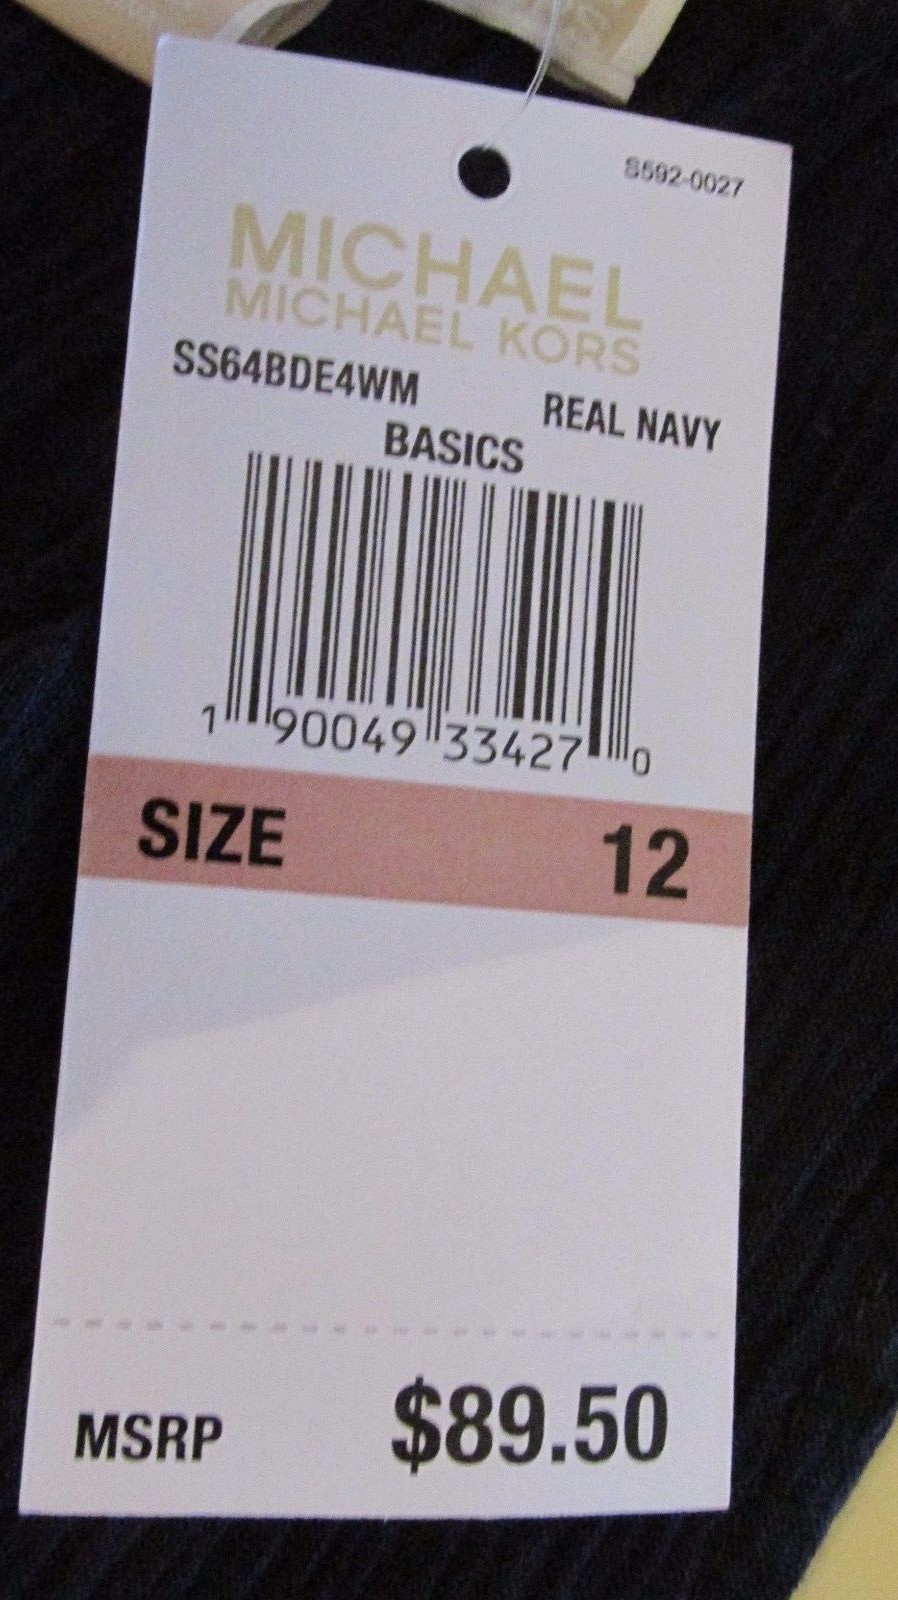 S592-0027
MICHAEL
MICHAEL KORS
SS64BDE4WM REAL NAVY
BASICS
1 90049 33427 0
SIZE 12
MSRP $89.50